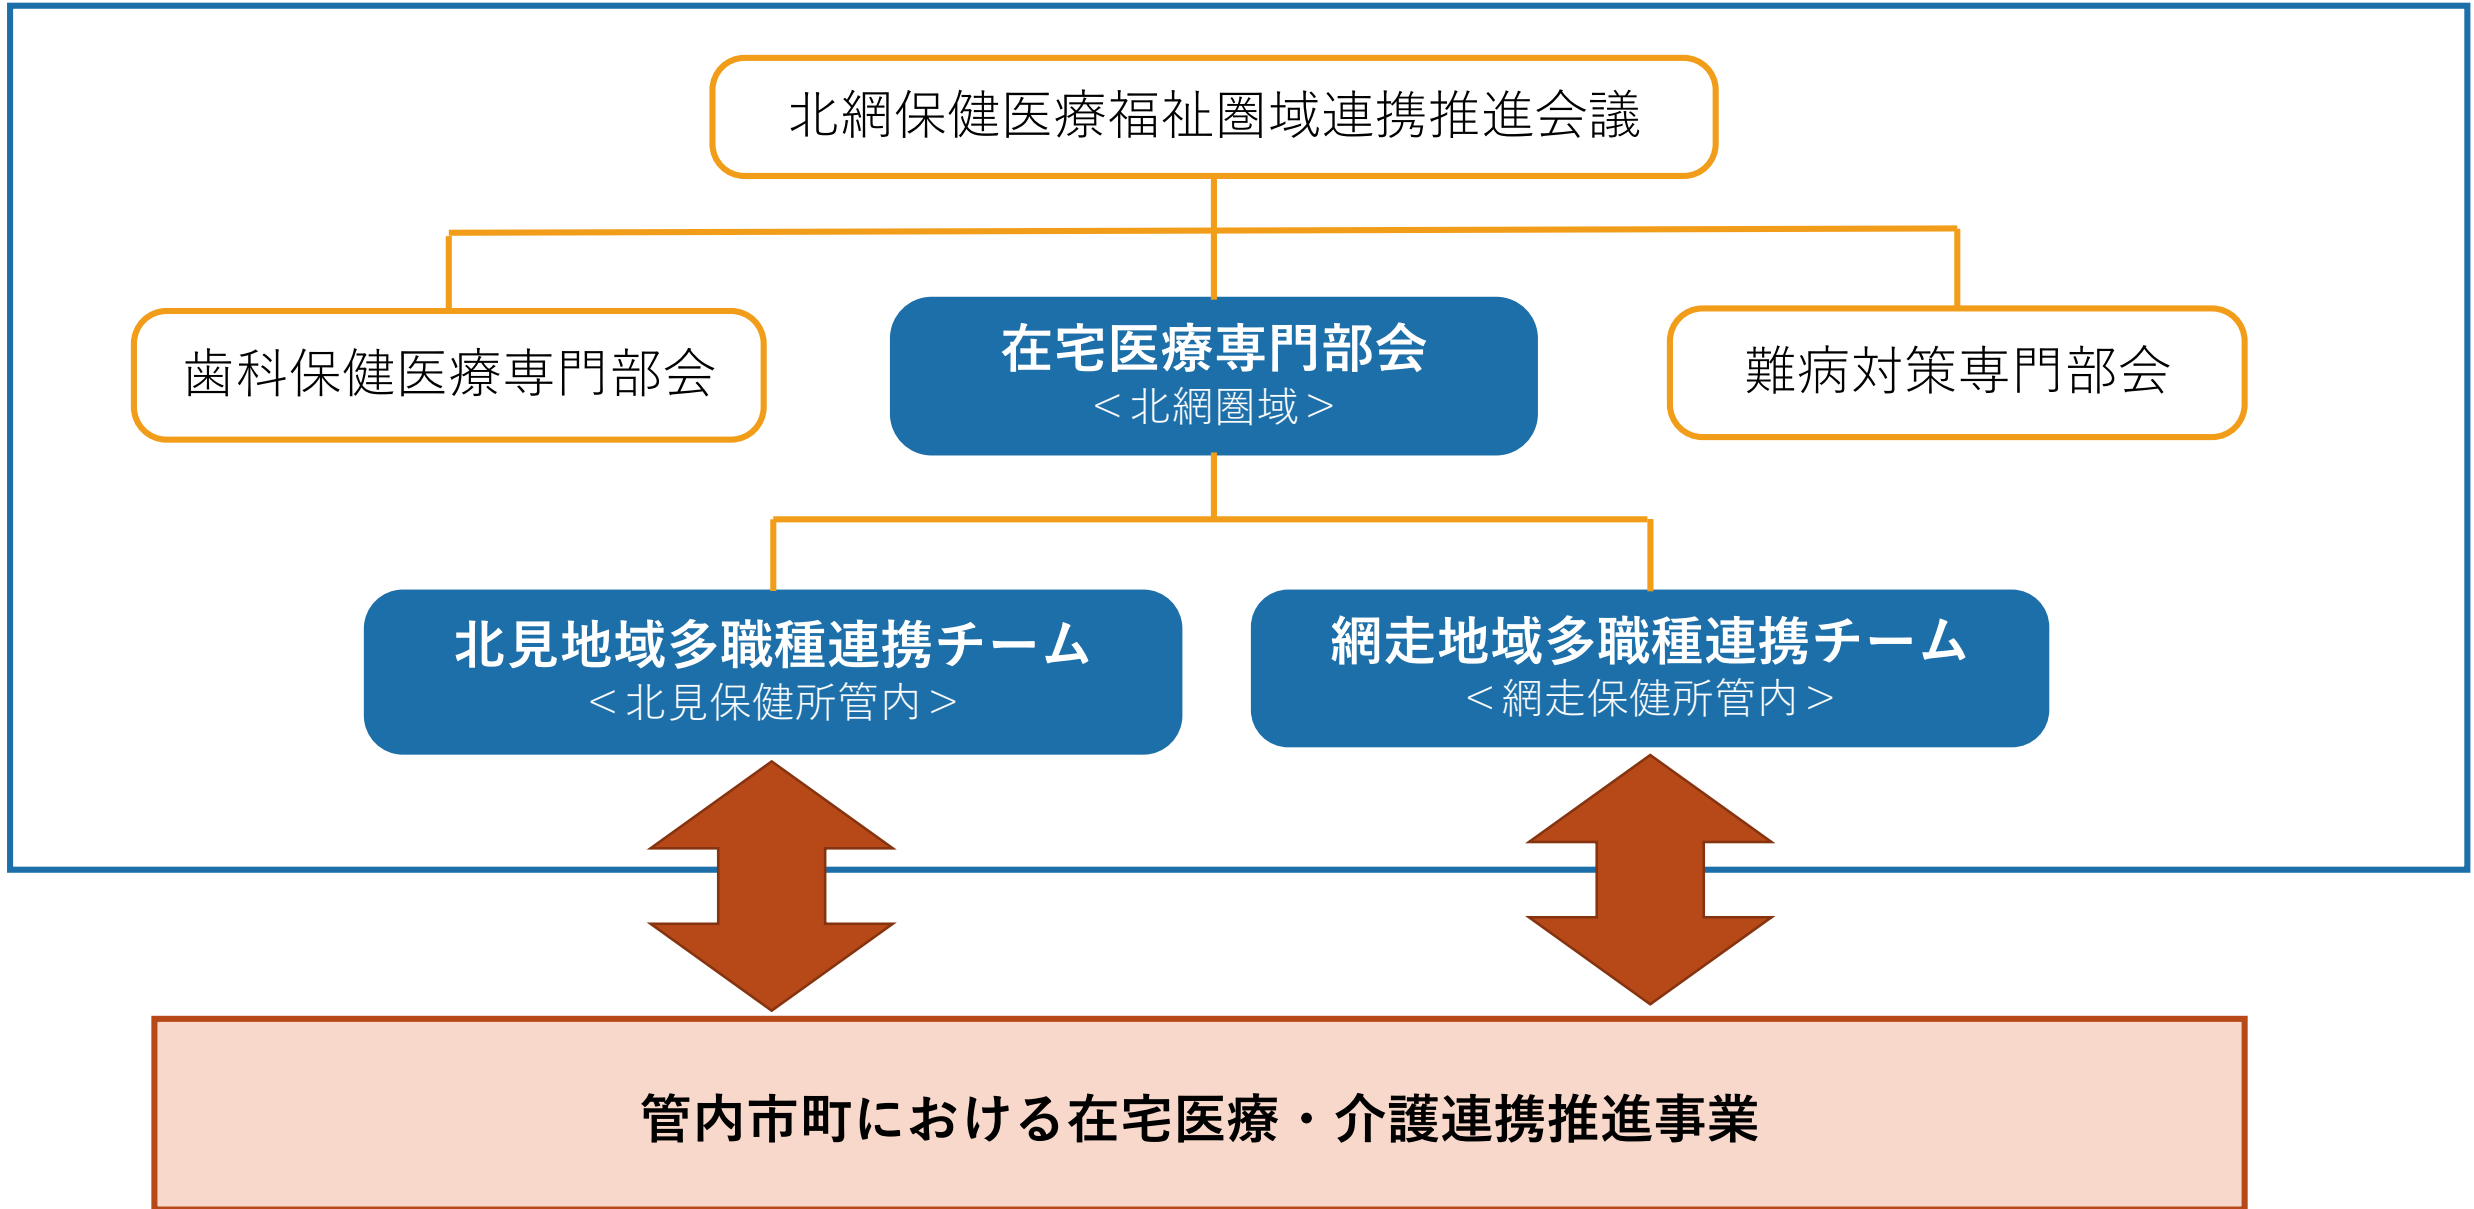 北網保健医療福祉圏域連携推進会議
歯科保健医療専門部会
在宅医療専門部会
＜北網圏域＞
難病対策専門部会
北見地域多職種連携チーム
＜北見保健所管内＞
網走地域多職種連携チーム
＜網走保健所管内＞
管内市町における在宅医療・介護連携推進事業